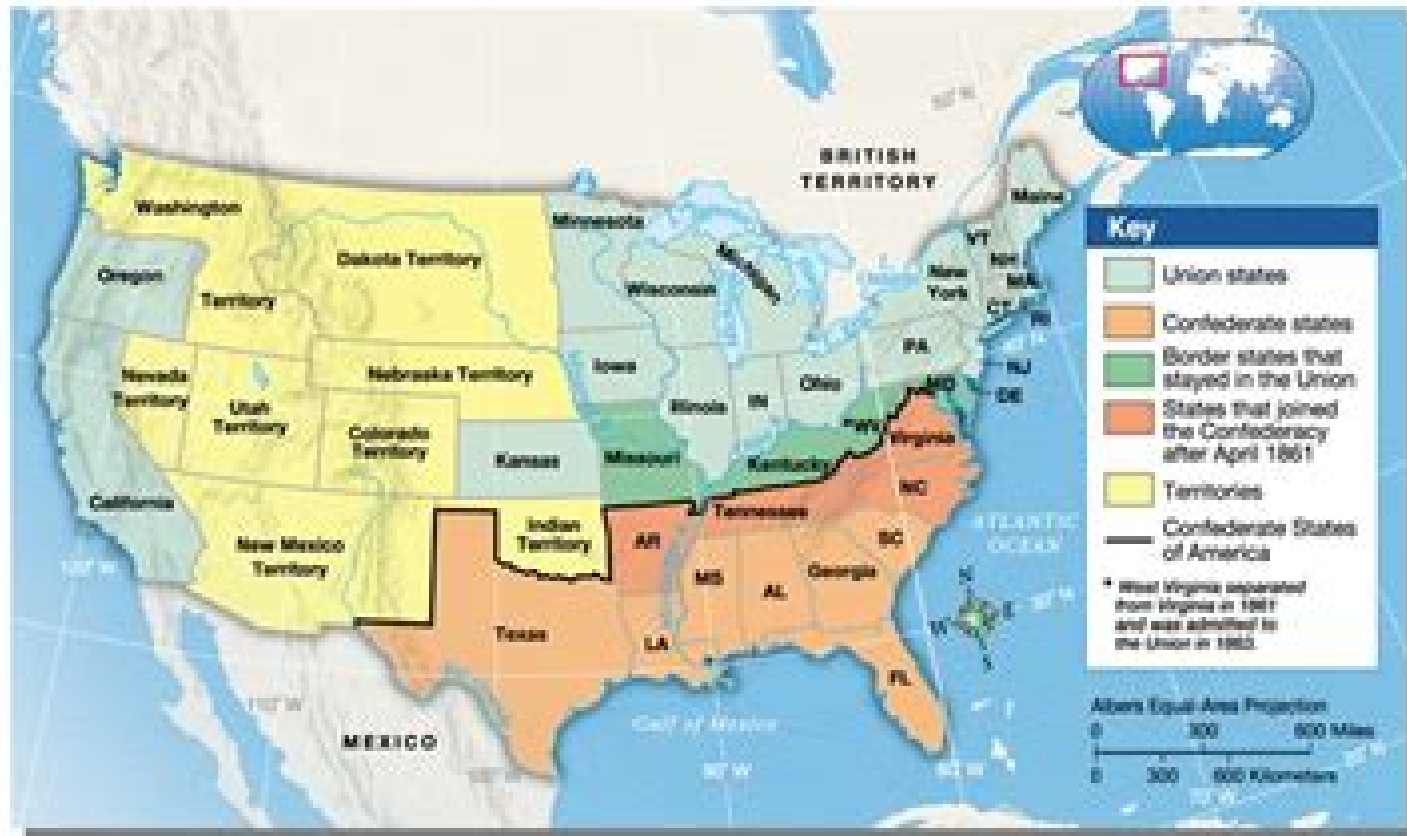 BRITISH
TERRITORY
Maine
Washington
Minnesota
VT
NH
Dakota Territory
Michigan
MA
Oregon
Wisconsin
New
York
Territory
CT
RI
PA
Iowa
NJ
Nebraska Territory
Nevada
Territory
Ohio
MD
DE
Illinois
IN
Utah
Territory
*WV
Colorado
Territory
Virginia
Kansas
Missouri
Kentucky
NC
California
Tennessee
Indian
Territory
AR
SC
ATLANTIC
OCEAN
New Mexico
Territory
MS
AL
Georgia
N
W
E
S
Texas
LA
FL
Gulf of Mexico
MEXICO
110° W
90° W
Key
Union states
Confederate states
Border states that
stayed in the Union
States that joined
the Confederacy
after April 1861
Territories
Confederate States
of America
* West Virginia separated
from Virginia in 1861
and was admitted to
the Union in 1863.
Albers Equal-Area Projection
0 300 600 Miles
0 300 600 Kilometers